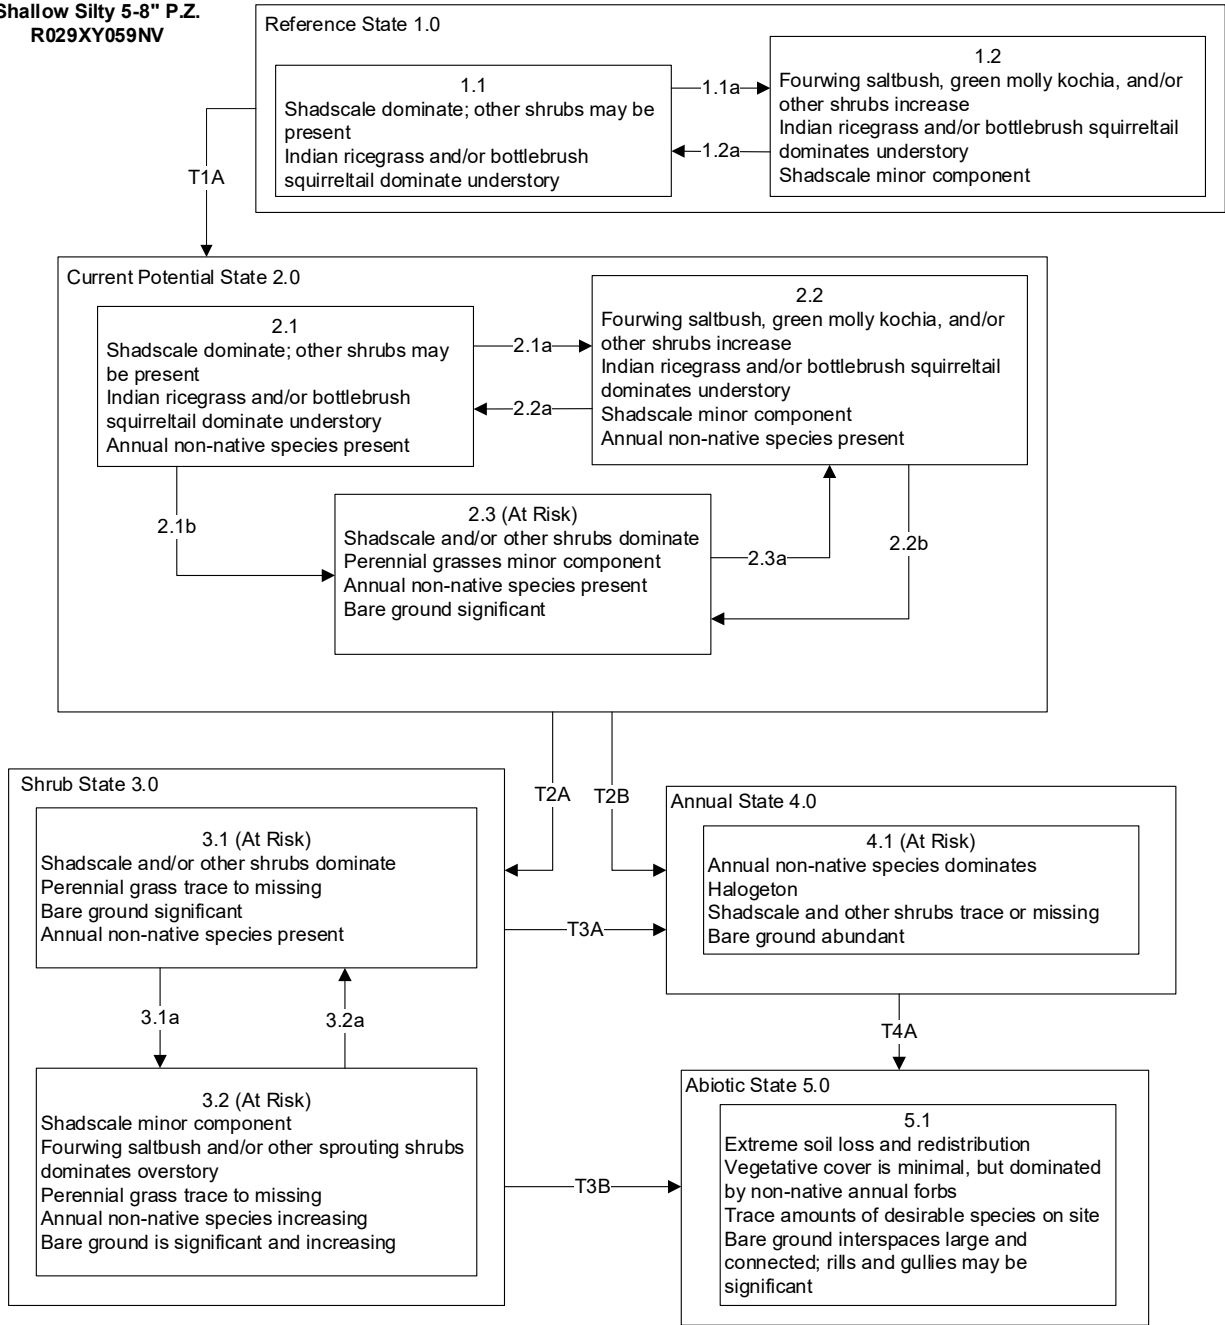 Shallow Silty 5-8" P.Z.
R029XY059NV
Reference State 1.0
1.1
Shadscale dominate; other shrubs may be
present
Indian ricegrass and/or bottlebrush
squirreltail dominate understory
1.1a
1.2a
1.2
Fourwing saltbush, green molly kochia, and/or
other shrubs increase
Indian ricegrass and/or bottlebrush squirreltail
dominates understory
Shadscale minor component
T1A
Current Potential State 2.0
2.1
Shadscale dominate; other shrubs may
be present
Indian ricegrass and/or bottlebrush
squirreltail dominate understory
Annual non-native species present
2.1a
2.2a
2.2
Fourwing saltbush, green molly kochia, and/or
other shrubs increase
Indian ricegrass and/or bottlebrush squirreltail
dominates understory
Shadscale minor component
Annual non-native species present
2.1b
2.3 (At Risk)
Shadscale and/or other shrubs dominate
Perennial grasses minor component
Annual non-native species present
Bare ground significant
2.3a
2.2b
T2A
T2B
Shrub State 3.0
3.1 (At Risk)
Shadscale and/or other shrubs dominate
Perennial grass trace to missing
Bare ground significant
Annual non-native species present
3.1a
3.2a
3.2 (At Risk)
Shadscale minor component
Fourwing saltbush and/or other sprouting shrubs
dominates overstory
Perennial grass trace to missing
Annual non-native species increasing
Bare ground is significant and increasing
T3A
T3B
Annual State 4.0
4.1 (At Risk)
Annual non-native species dominates
Halogeton
Shadscale and other shrubs trace or missing
Bare ground abundant
T4A
Abiotic State 5.0
5.1
Extreme soil loss and redistribution
Vegetative cover is minimal, but dominated
by non-native annual forbs
Trace amounts of desirable species on site
Bare ground interspaces large and
connected; rills and gullies may be
significant